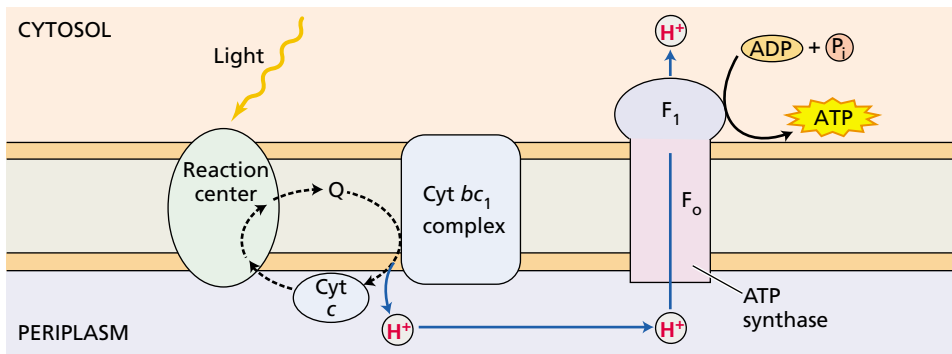 CYTOSOL
Light
H⁺
ADP + Pᵢ
ATP
F₁
Reaction
center
Q
Cyt bc₁
complex
Fₒ
Cyt
c
ATP
synthase
H⁺
H⁺
PERIPLASM